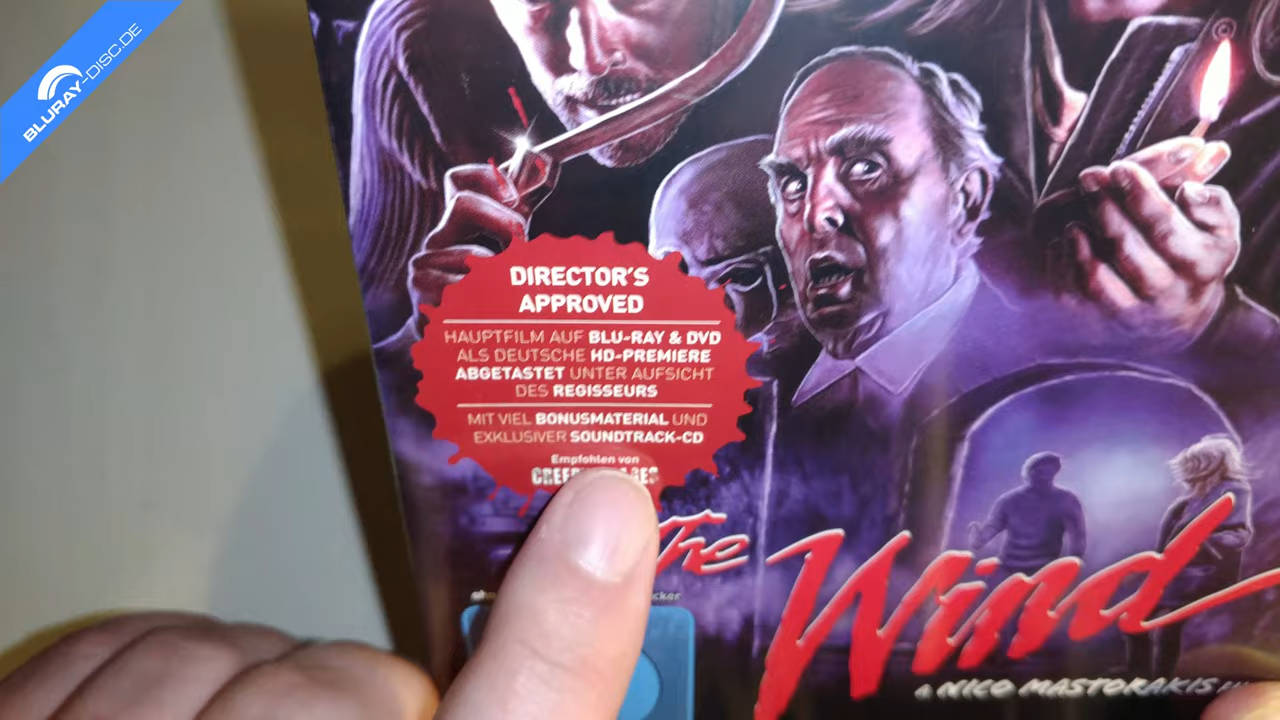 BLURAY-DISC.DE
DIRECTOR'S
APPROVED
HAUPTFILM AUF BLU-RAY & DVD
ALS DEUTSCHE HD-PREMIERE
ABGETASTET UNTER AUFSICHT
DES REGISSEURS
MIT VIEL BONUSMATERIAL UND
EXKLUSIVER SOUNDTRACK-CD
Empfohlen von
The Wind
A NICO MASTORAKIS